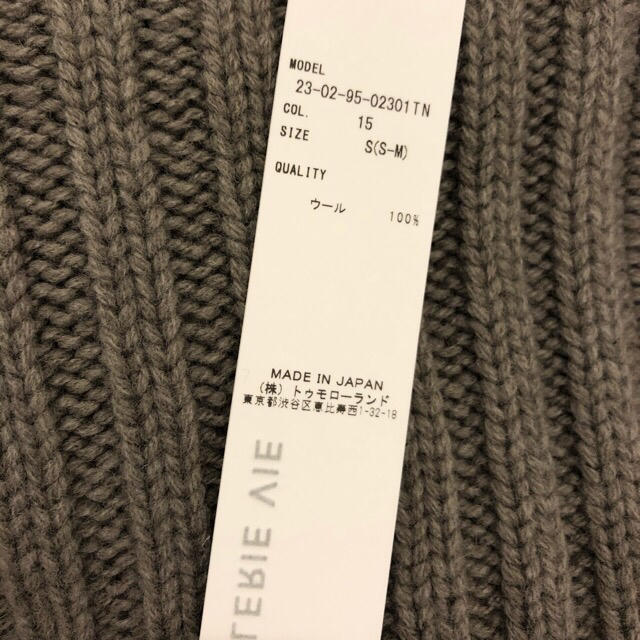 MODEL
23-02-95-02301TN
COL. 15
SIZE S(S-M)
QUALITY
ウール 100%
MADE IN JAPAN
(株) トゥモローランド
東京都渋谷区恵比寿西1-32-18
LERIE VIE